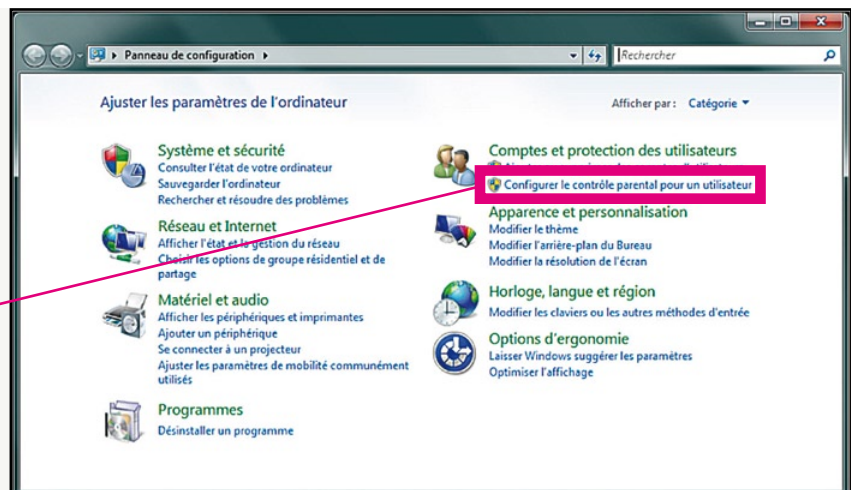 Panneau de configuration
Rechercher
Ajuster les paramètres de l'ordinateur
Afficher par : Catégorie
Système et sécurité
Consulter l'état de votre ordinateur
Sauvegarder l'ordinateur
Rechercher et résoudre des problèmes
Réseau et Internet
Afficher l'état et la gestion du réseau
Choisir les options de groupe résidentiel et de
partage
Matériel et audio
Afficher les périphériques et imprimantes
Ajouter un périphérique
Se connecter à un projecteur
Ajuster les paramètres de mobilité communément
utilisés
Programmes
Désinstaller un programme
Comptes et protection des utilisateurs
Configurer le contrôle parental pour un utilisateur
Apparence et personnalisation
Modifier le thème
Modifier l'arrière-plan du Bureau
Modifier la résolution de l'écran
Horloge, langue et région
Modifier les claviers ou les autres méthodes d'entrée
Options d'ergonomie
Laisser Windows suggérer les paramètres
Optimiser l'affichage